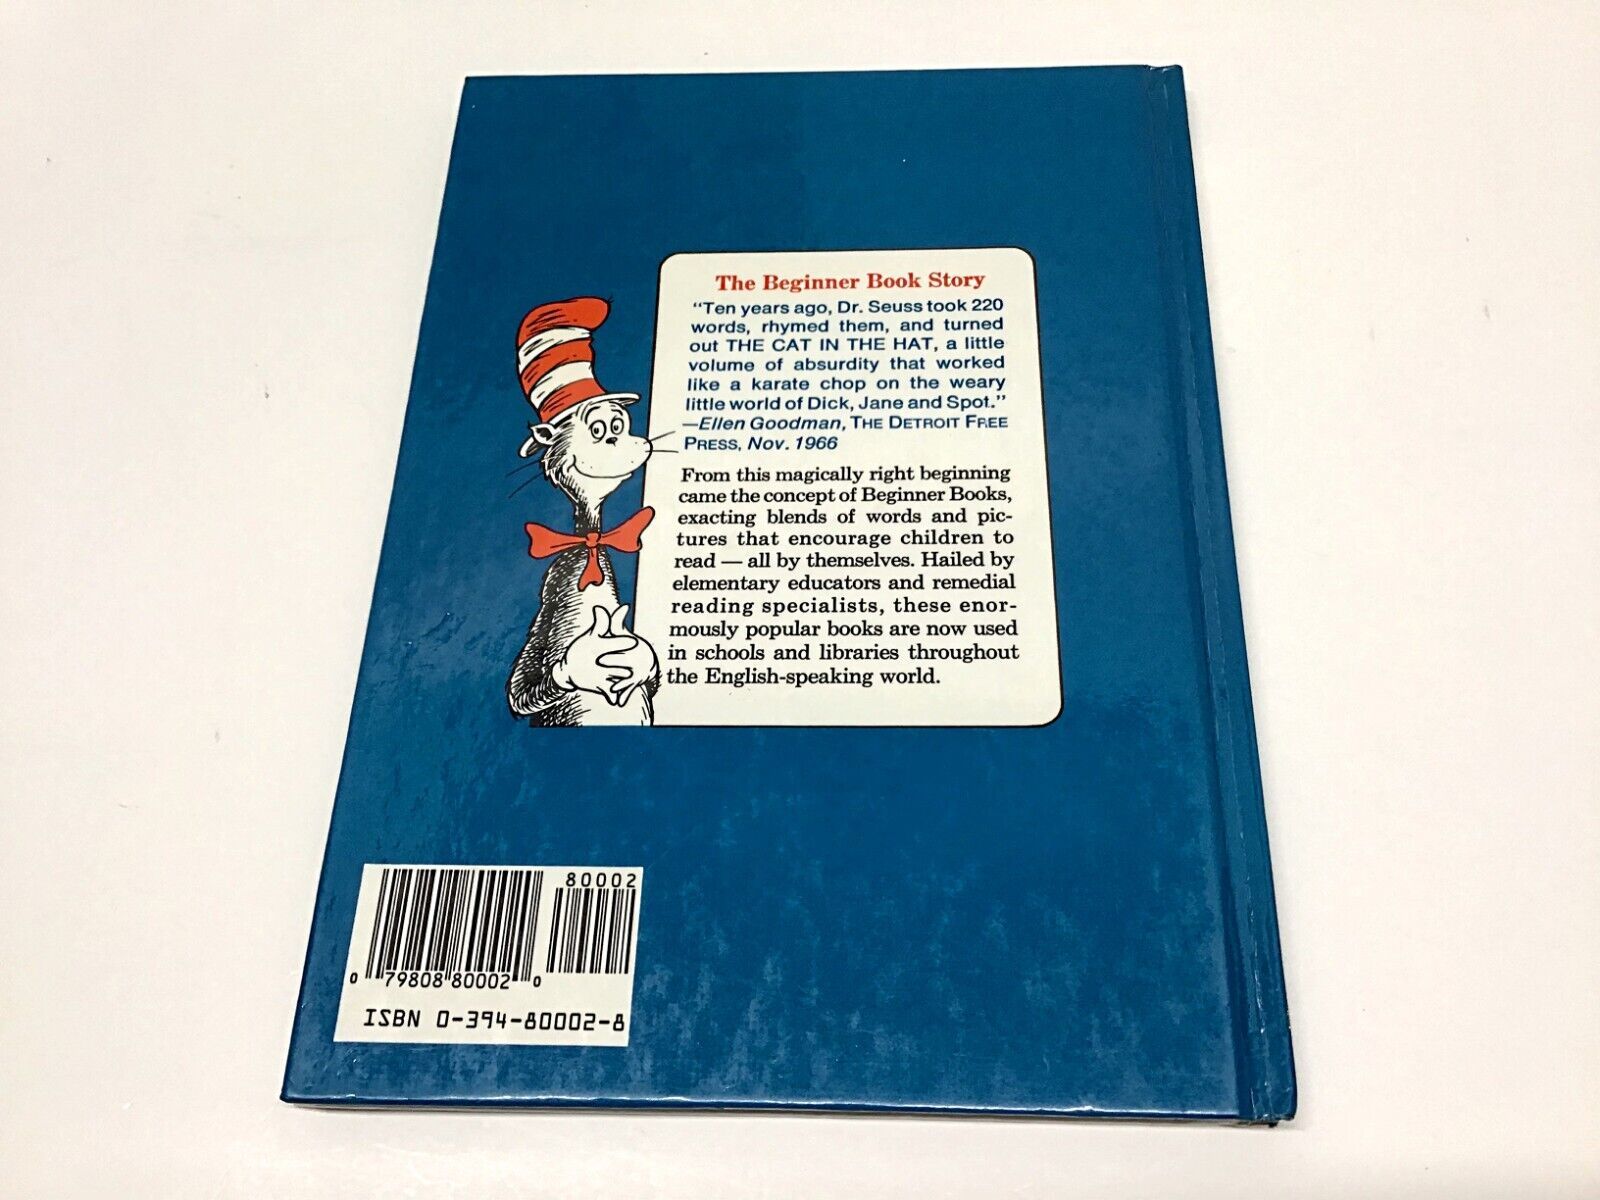 The Beginner Book Story
“Ten years ago, Dr. Seuss took 220
words, rhymed them, and turned
out THE CAT IN THE HAT, a little
volume of absurdity that worked
like a karate chop on the weary
little world of Dick, Jane and Spot.”
—Ellen Goodman, THE DETROIT FREE
PRESS, Nov. 1966
From this magically right beginning
came the concept of Beginner Books,
exacting blends of words and pic-
tures that encourage children to
read — all by themselves. Hailed by
elementary educators and remedial
reading specialists, these enor-
mously popular books are now used
in schools and libraries throughout
the English-speaking world.
80002
0 79808 80002 0
ISBN 0-394-80002-8